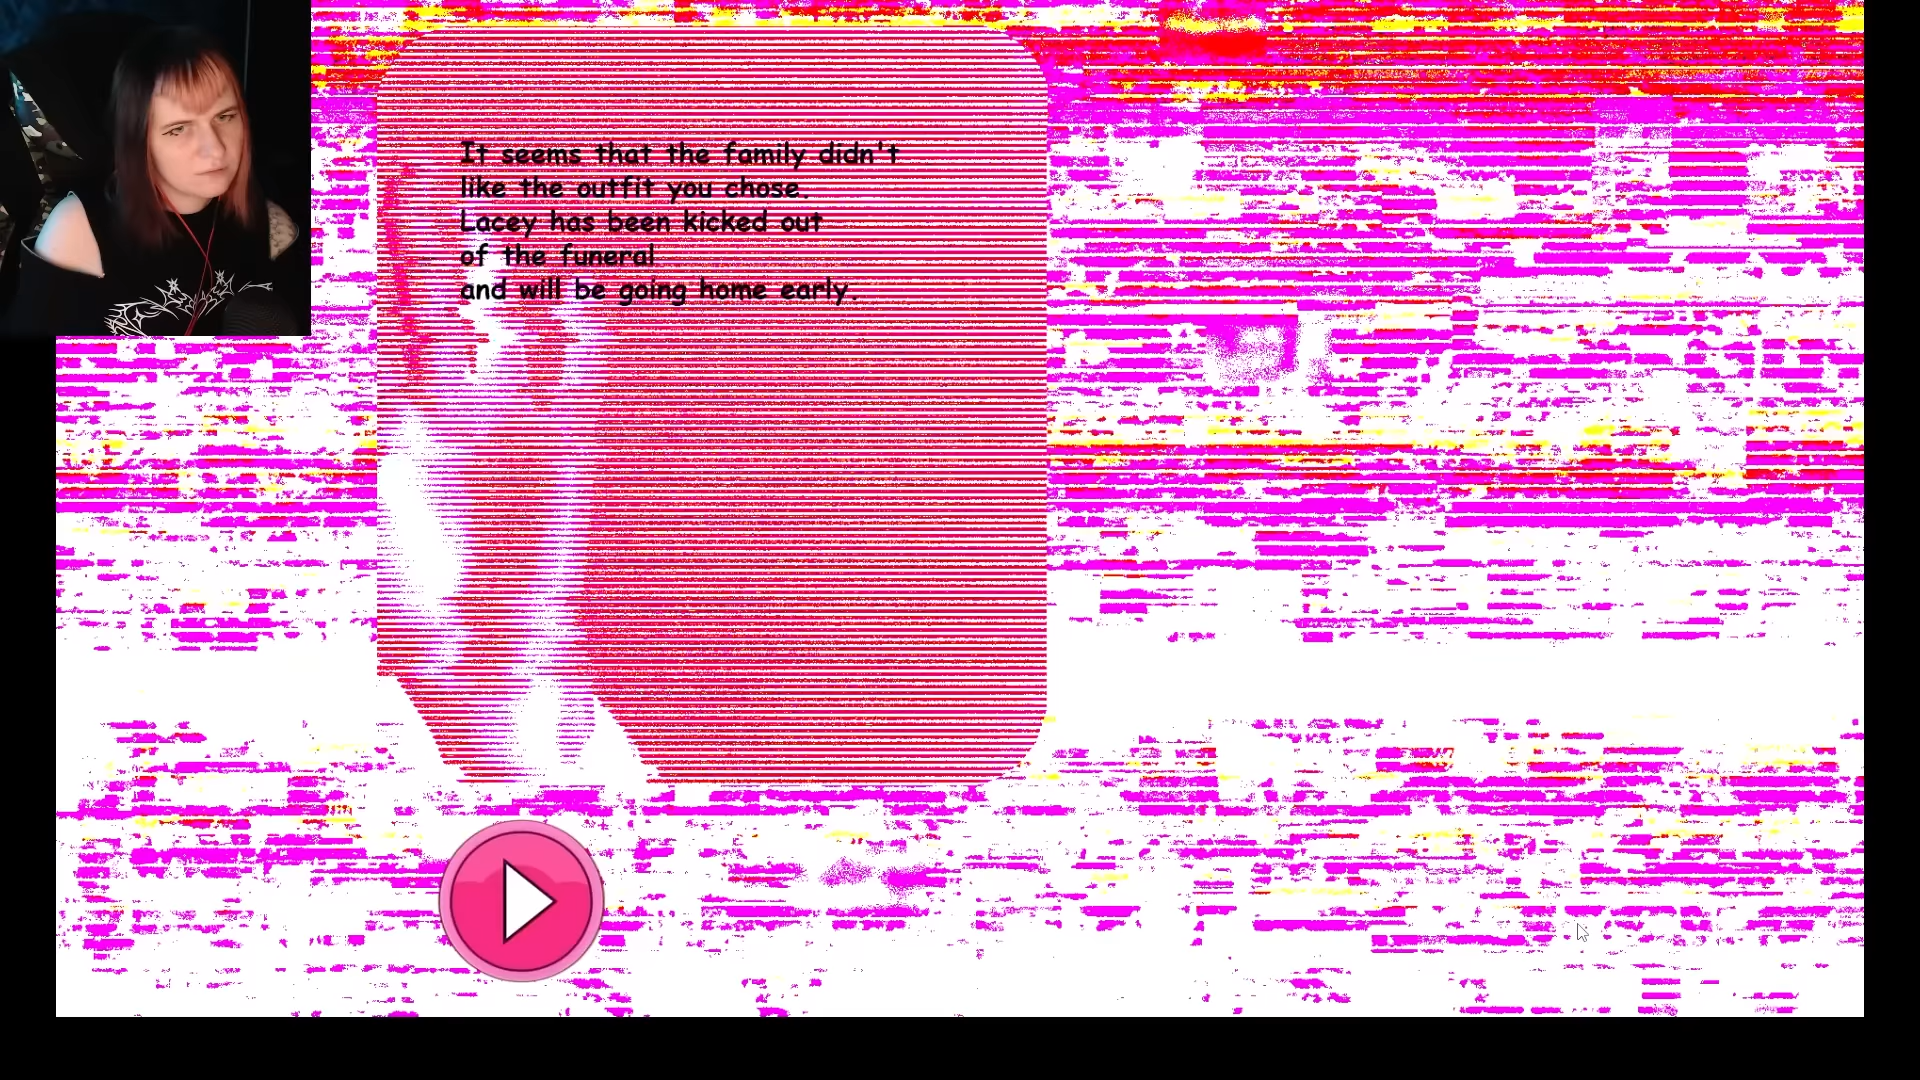 It seems that the family didn't
like the outfit you chose.
Lacey has been kicked out
of the funeral
and will be going home early.